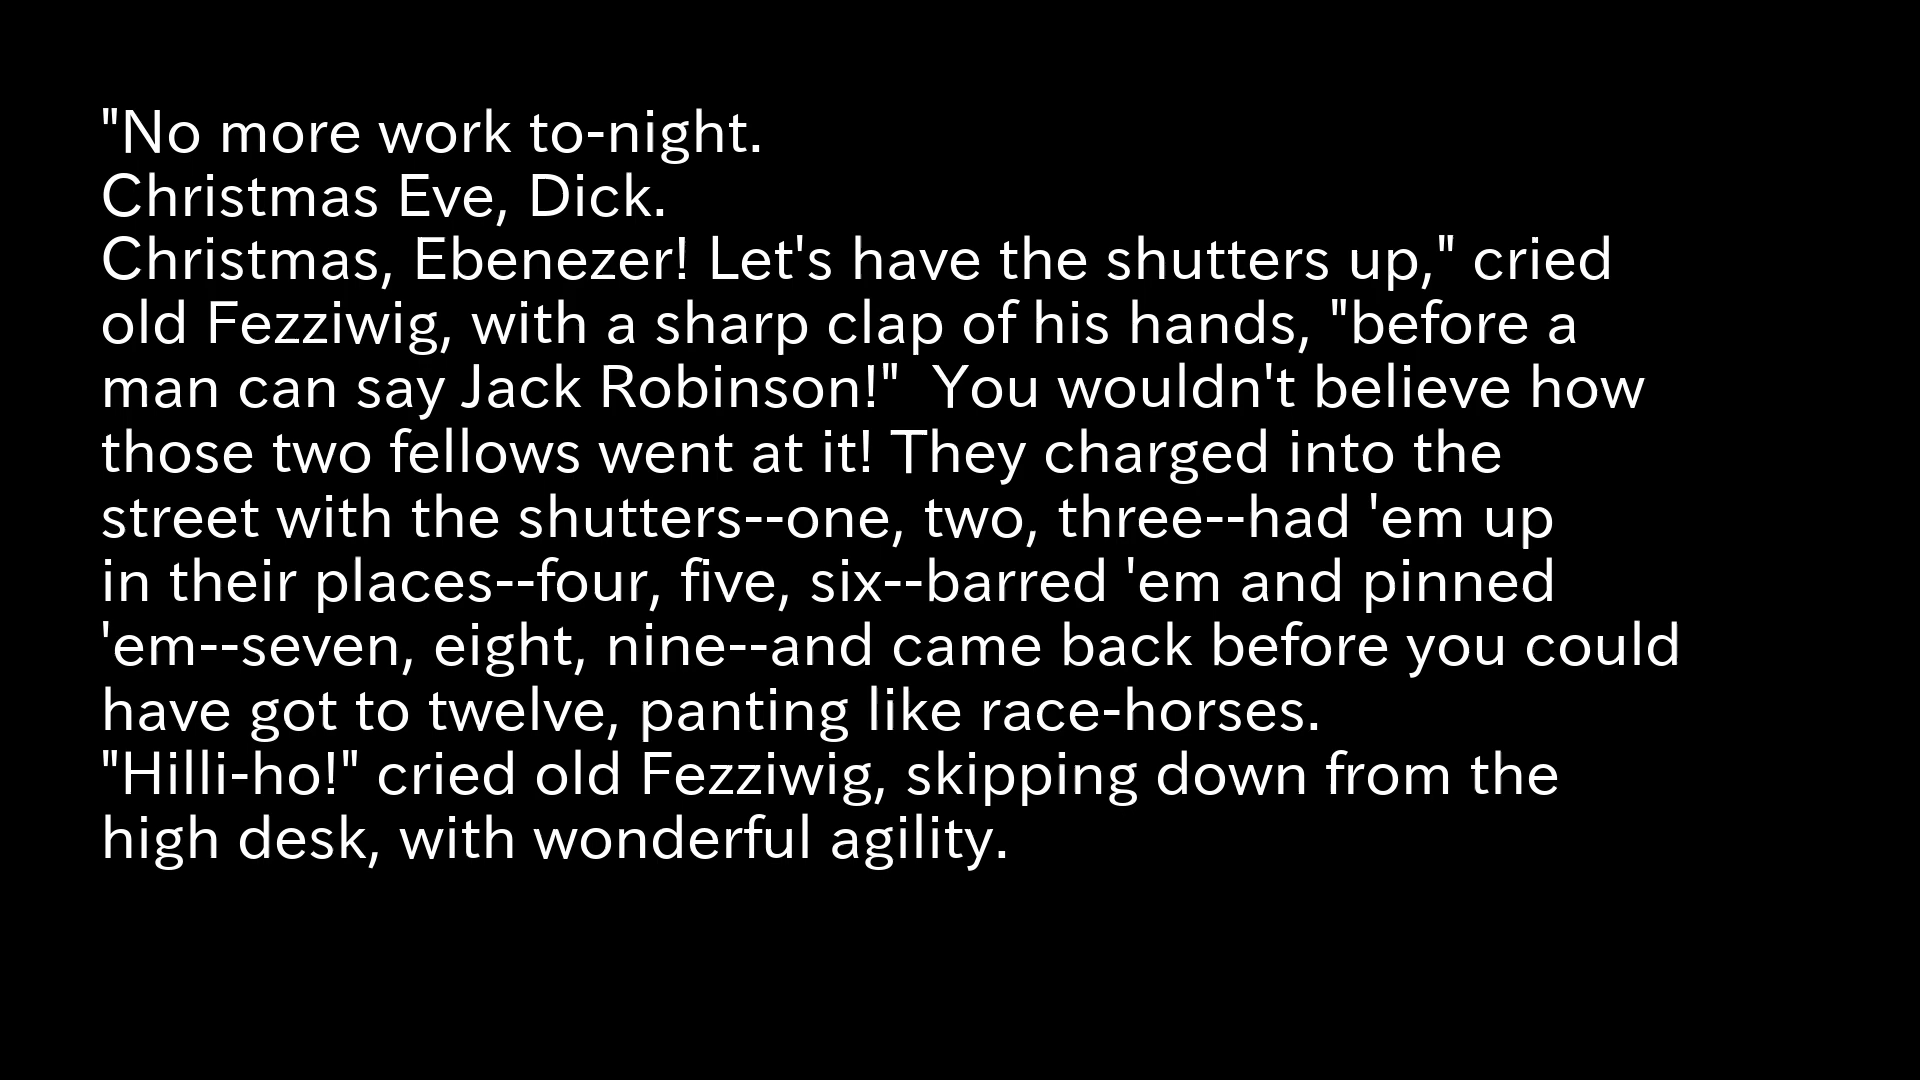 "No more work to-night.
Christmas Eve, Dick.
Christmas, Ebenezer! Let's have the shutters up," cried
old Fezziwig, with a sharp clap of his hands, "before a
man can say Jack Robinson!"  You wouldn't believe how
those two fellows went at it! They charged into the
street with the shutters--one, two, three--had 'em up
in their places--four, five, six--barred 'em and pinned
'em--seven, eight, nine--and came back before you could
have got to twelve, panting like race-horses.
"Hilli-ho!" cried old Fezziwig, skipping down from the
high desk, with wonderful agility.